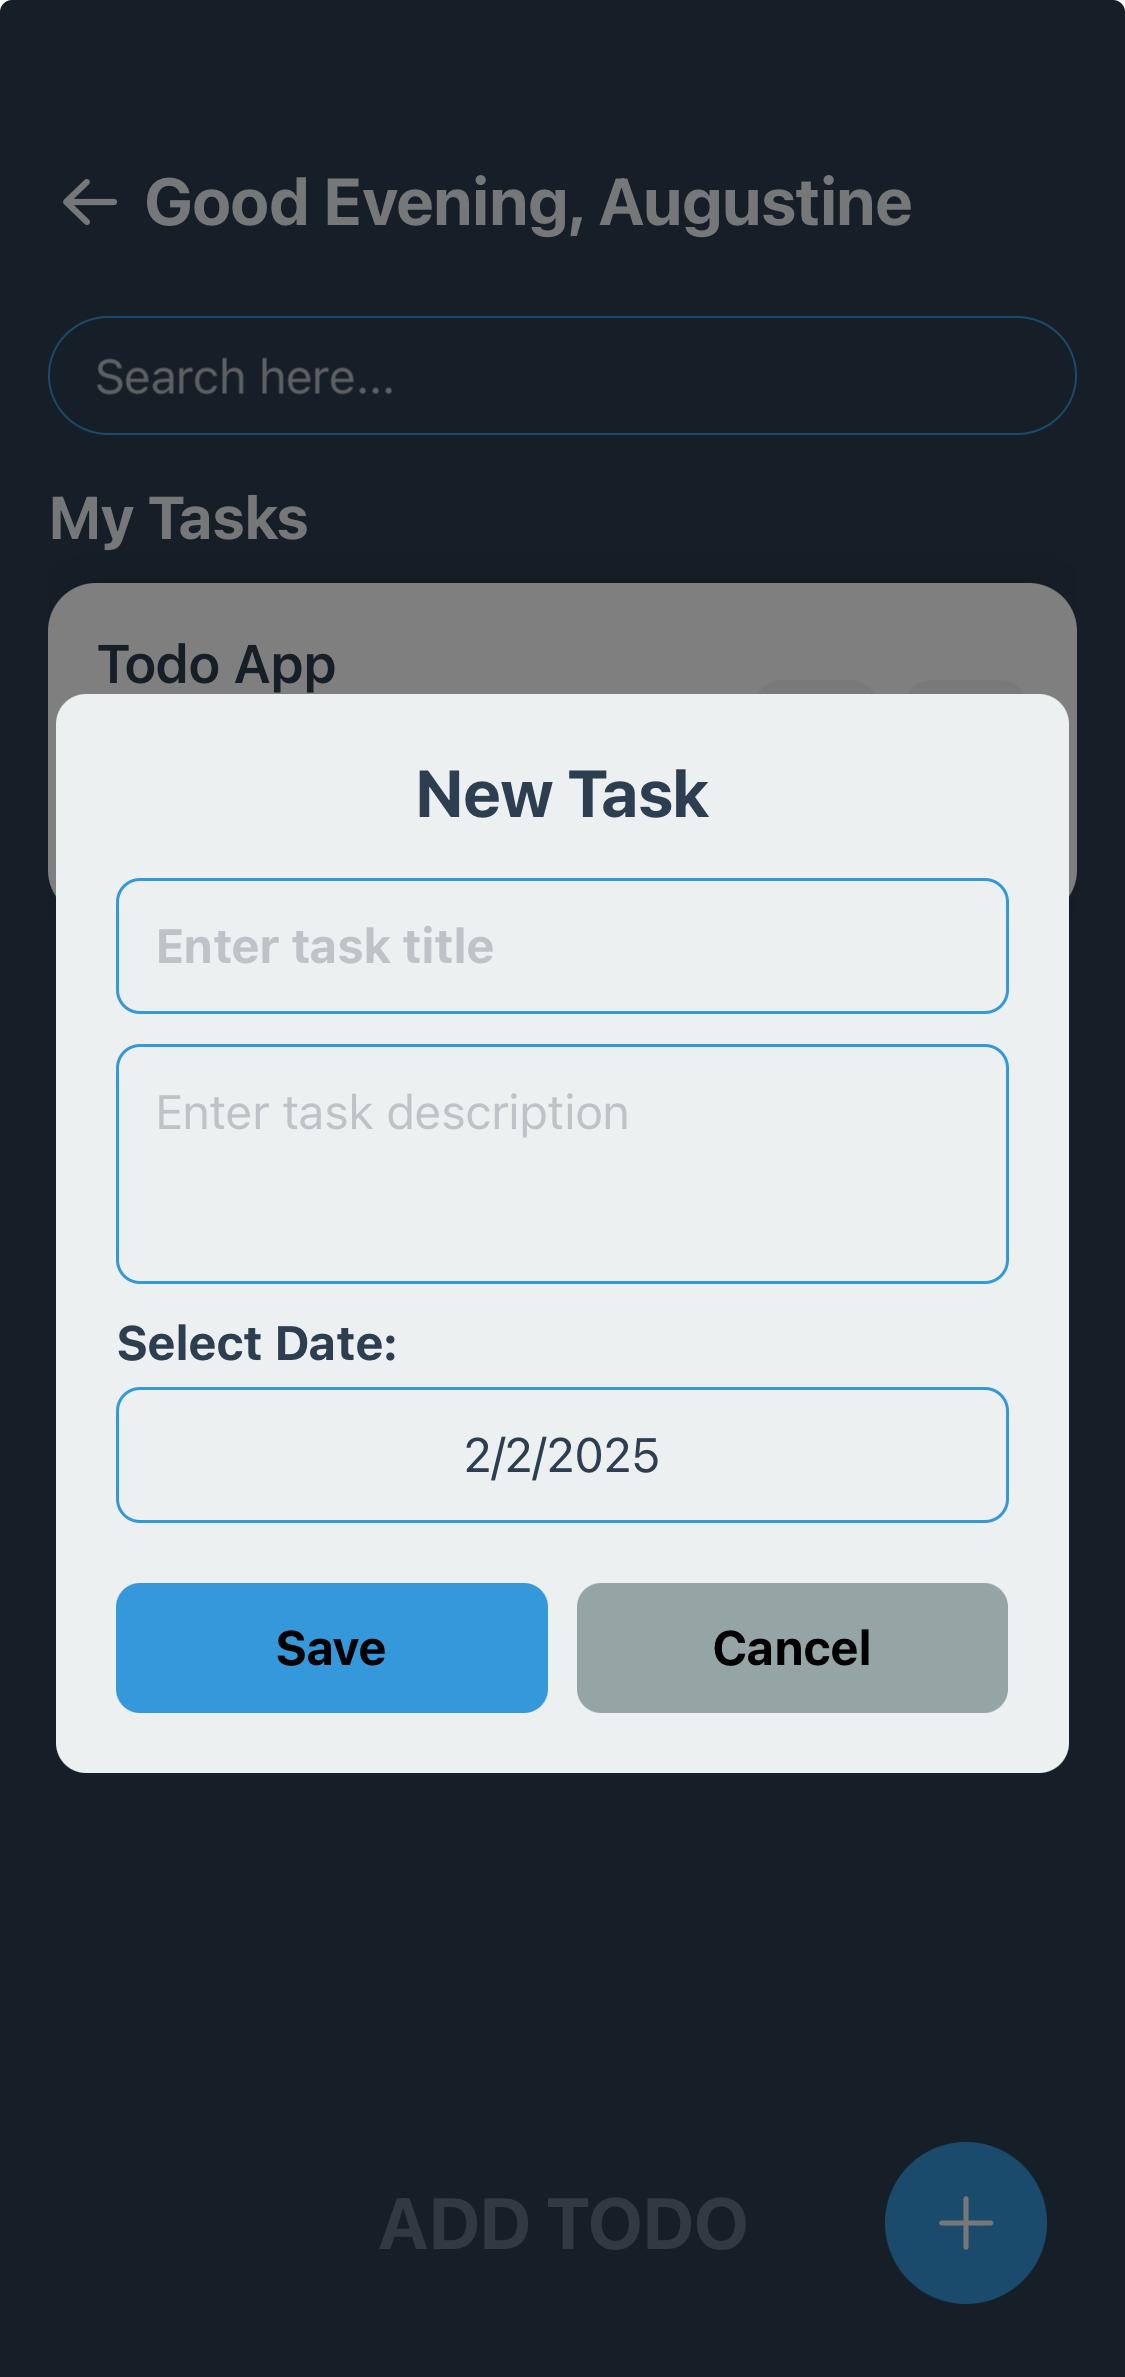 Good Evening, Augustine
Search here...
My Tasks
Todo App
New Task
Enter task title
Enter task description
Select Date:
2/2/2025
Save
Cancel
ADD TODO